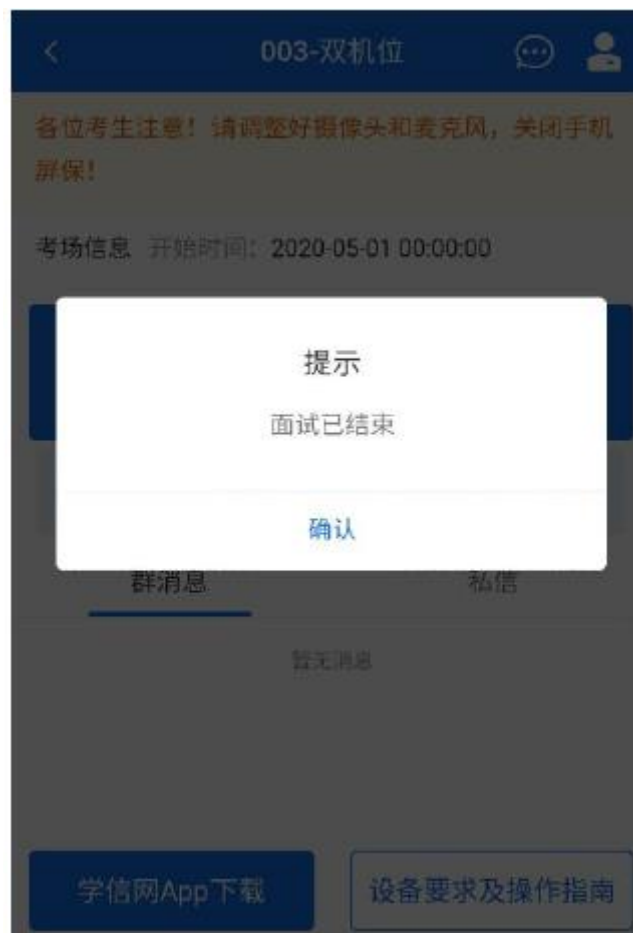 003-双机位
各位考生注意！请调整好摄像头和麦克风，关闭手机
屏保！
考场信息 开始时间：2020-05-01 00:00:00
提示
面试已结束
确认
群消息 私信
暂无消息
学信网App下载 设备要求及操作指南